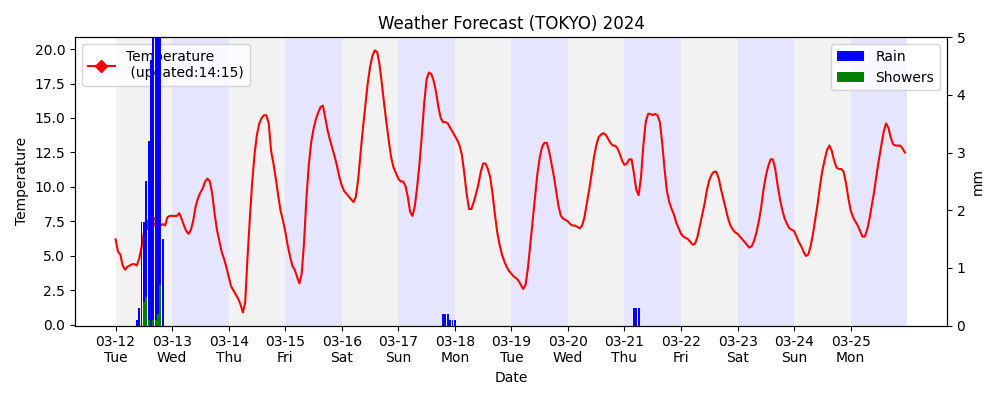 Weather Forecast (TOKYO) 2024
Temperature
(updated:14:15)
Rain
Showers
20.0
17.5
15.0
12.5
10.0
7.5
5.0
2.5
0.0
Temperature
5
4
3
2
1
0
mm
03-12 03-13 03-14 03-15 03-16 03-17 03-18 03-19 03-20 03-21 03-22 03-23 03-24 03-25
Tue Wed Thu Fri Sat Sun Mon Tue Wed Thu Fri Sat Sun Mon
Date